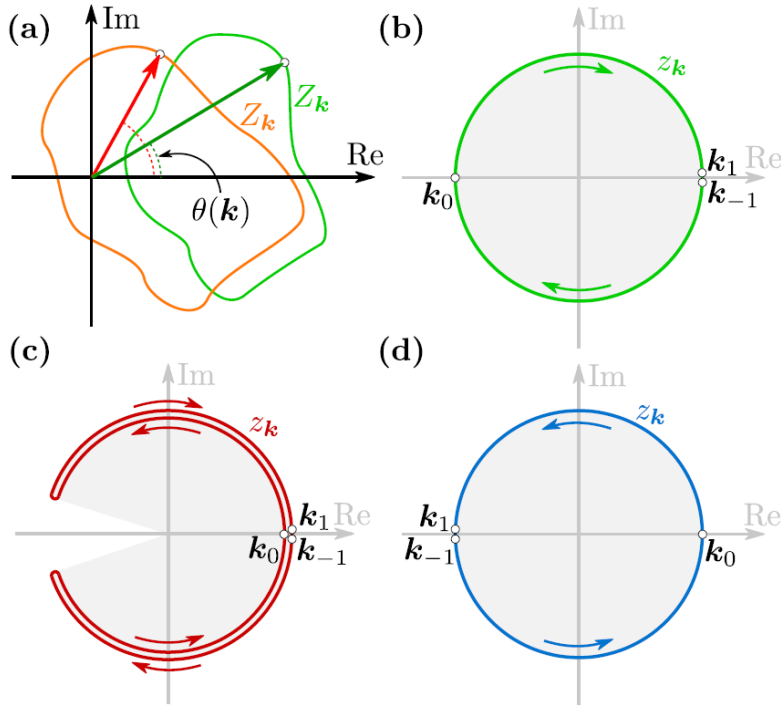 (a)
Im
Z_k
Z_k
Re
θ(k)
(b)
Im
z_k
Re
k_0
k_1
k_{-1}
(c)
Im
z_k
Re
k_0
k_1
k_{-1}
(d)
Im
z_k
Re
k_1
k_{-1}
k_0